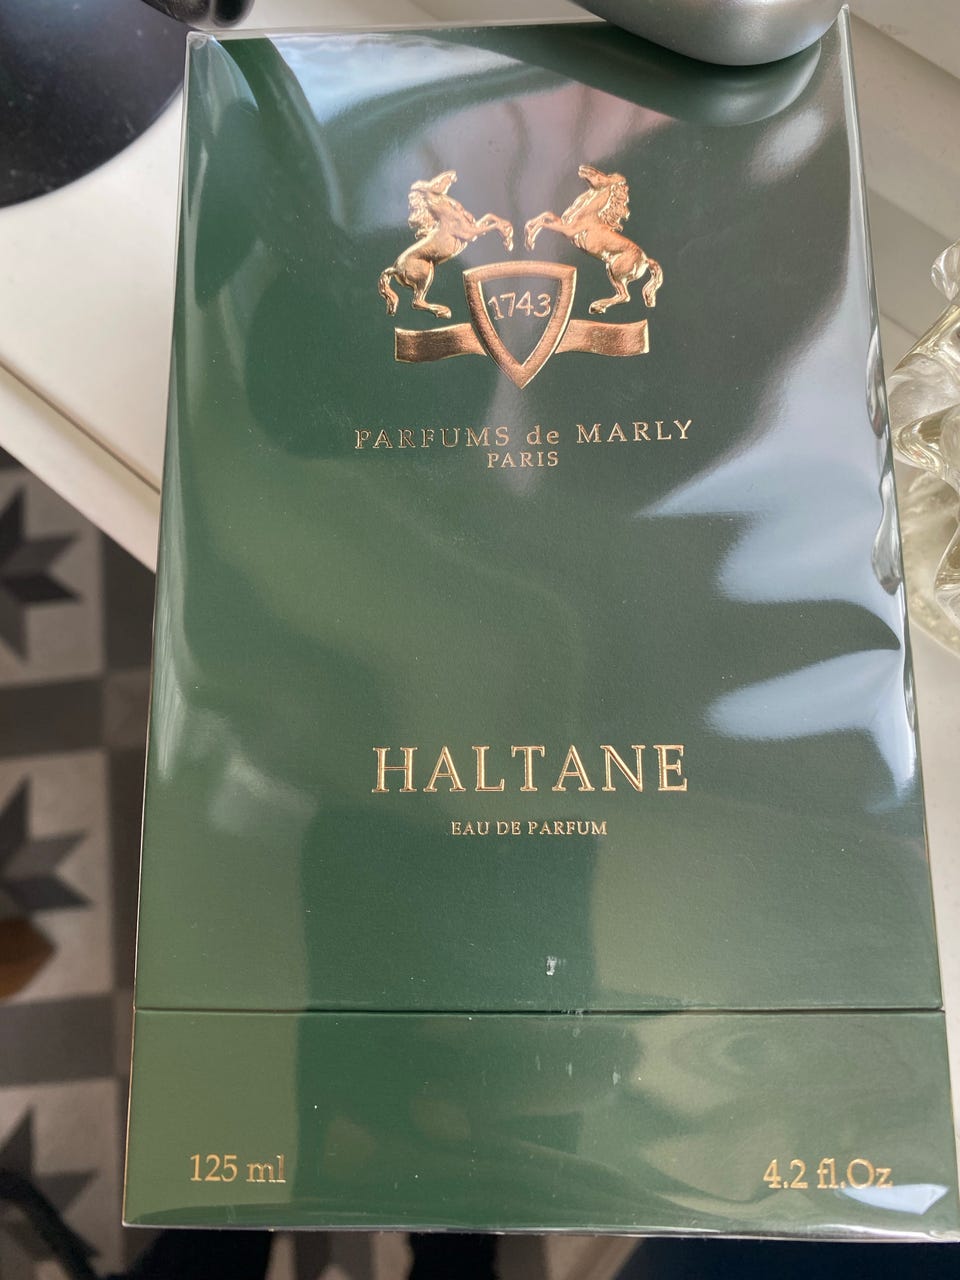 1743
PARFUMS de MARLY
PARIS
HALTANE
EAU DE PARFUM
125 ml
4.2 fl.Oz